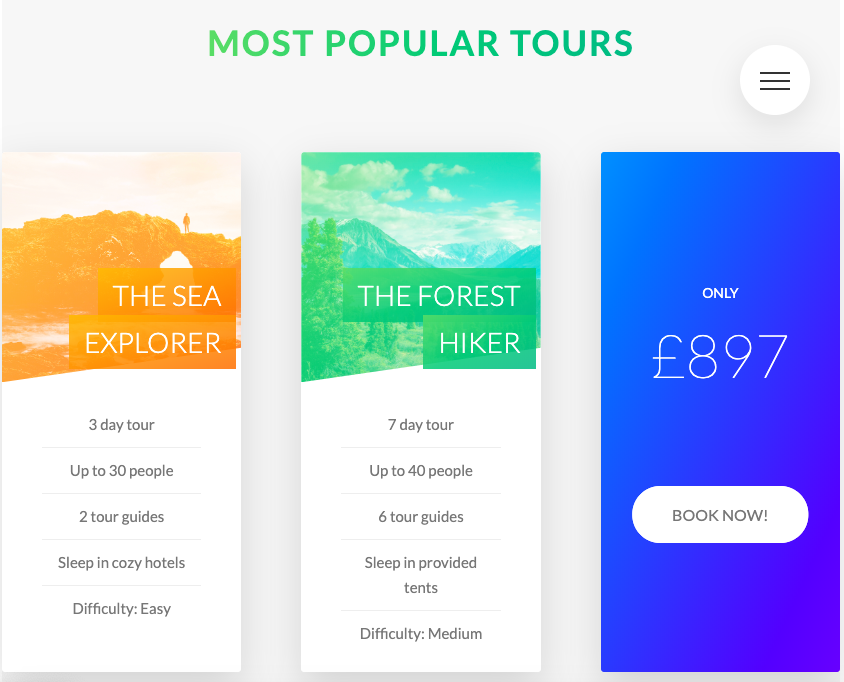 MOST POPULAR TOURS
THE SEA
EXPLORER
3 day tour
Up to 30 people
2 tour guides
Sleep in cozy hotels
Difficulty: Easy
THE FOREST
HIKER
7 day tour
Up to 40 people
6 tour guides
Sleep in provided
tents
Difficulty: Medium
ONLY
£897
BOOK NOW!